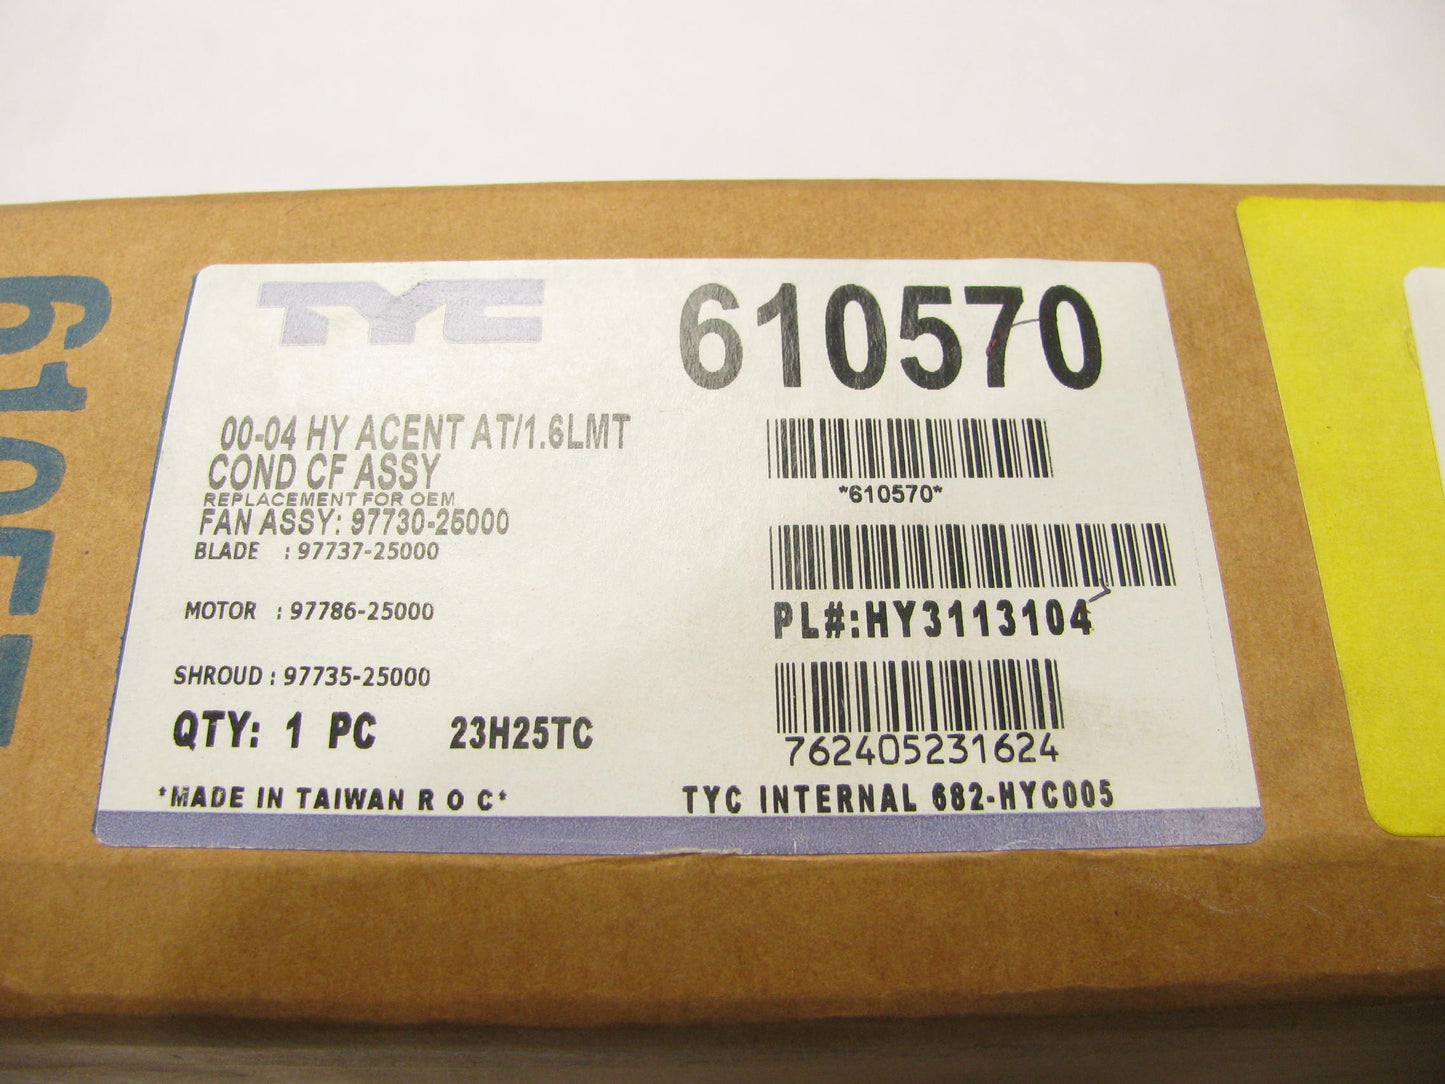 TYC
610570
00-04 HY ACENT AT/1.6LMT
COND CF ASSY
REPLACEMENT FOR OEM
FAN ASSY: 97730-25000
BLADE : 97737-25000
MOTOR : 97786-25000
SHROUD : 97735-25000
QTY: 1 PC 23H25TC
*MADE IN TAIWAN R O C*
*610570*
PL#:HY3113104
762405231624
TYC INTERNAL 682-HYC005
6105